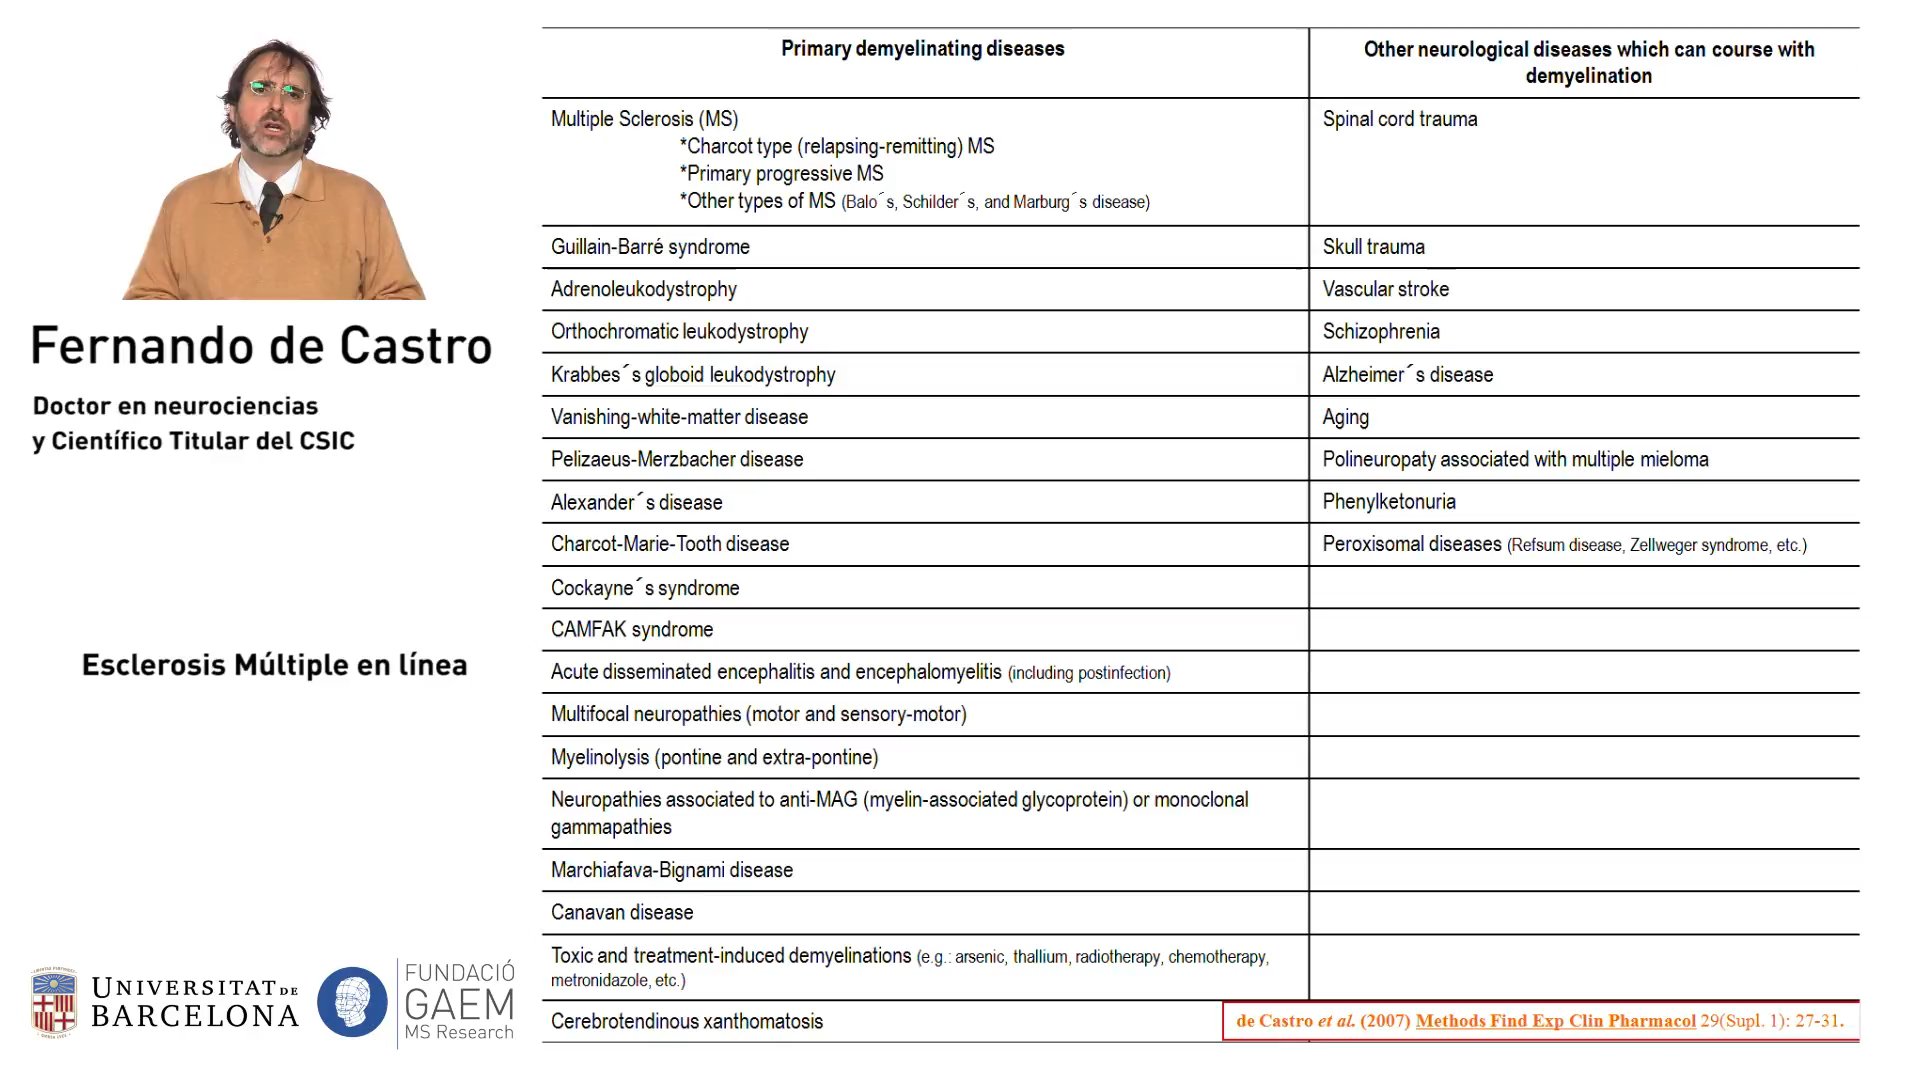 Fernando de Castro
Doctor en neurociencias
y Científico Titular del CSIC
Esclerosis Múltiple en línea
UNIVERSITAT DE
BARCELONA
FUNDACIÓ
GAEM
MS Research
Primary demyelinating diseases
Other neurological diseases which can course with
demyelination
Multiple Sclerosis (MS)
Spinal cord trauma
*Charcot type (relapsing-remitting) MS
*Primary progressive MS
*Other types of MS (Balo´s, Schilder´s, and Marburg´s disease)
Guillain-Barré syndrome
Skull trauma
Adrenoleukodystrophy
Vascular stroke
Orthochromatic leukodystrophy
Schizophrenia
Krabbes´s globoid leukodystrophy
Alzheimer´s disease
Vanishing-white-matter disease
Aging
Pelizaeus-Merzbacher disease
Polineuropaty associated with multiple mieloma
Alexander´s disease
Phenylketonuria
Charcot-Marie-Tooth disease
Peroxisomal diseases (Refsum disease, Zellweger syndrome, etc.)
Cockayne´s syndrome
CAMFAK syndrome
Acute disseminated encephalitis and encephalomyelitis (including postinfection)
Multifocal neuropathies (motor and sensory-motor)
Myelinolysis (pontine and extra-pontine)
Neuropathies associated to anti-MAG (myelin-associated glycoprotein) or monoclonal
gammapathies
Marchiafava-Bignami disease
Canavan disease
Toxic and treatment-induced demyelinations (e.g.: arsenic, thallium, radiotherapy, chemotherapy,
metronidazole, etc.)
Cerebrotendinous xanthomatosis
de Castro et al. (2007) Methods Find Exp Clin Pharmacol 29(Supl. 1): 27-31.